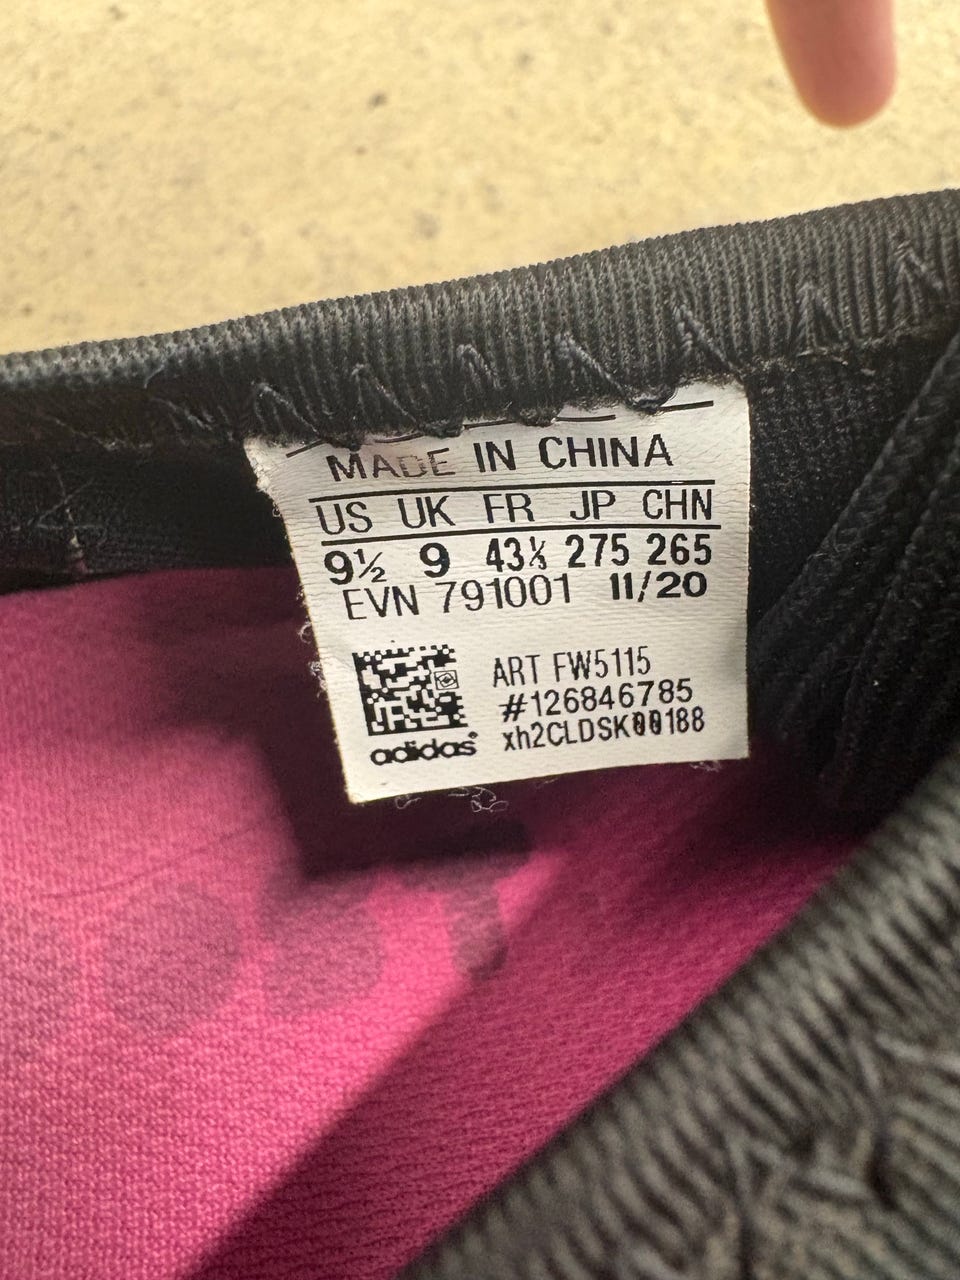 MADE IN CHINA
US UK FR JP CHN
9½ 9 43⅓ 275 265
EVN 791001 11/20
ART FW5115
#126846785
xh2CLDSK00188
adidas®